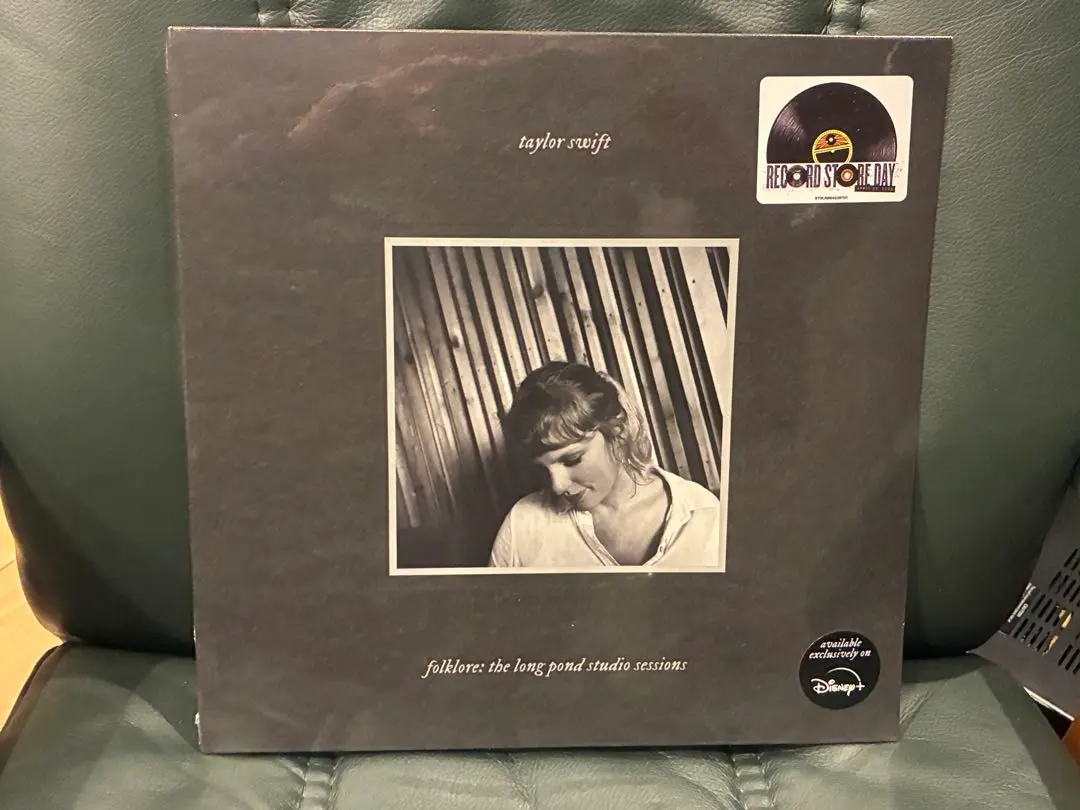 taylor swift
RECORD STORE DAY
folklore: the long pond studio sessions
available
exclusively on
Disney+